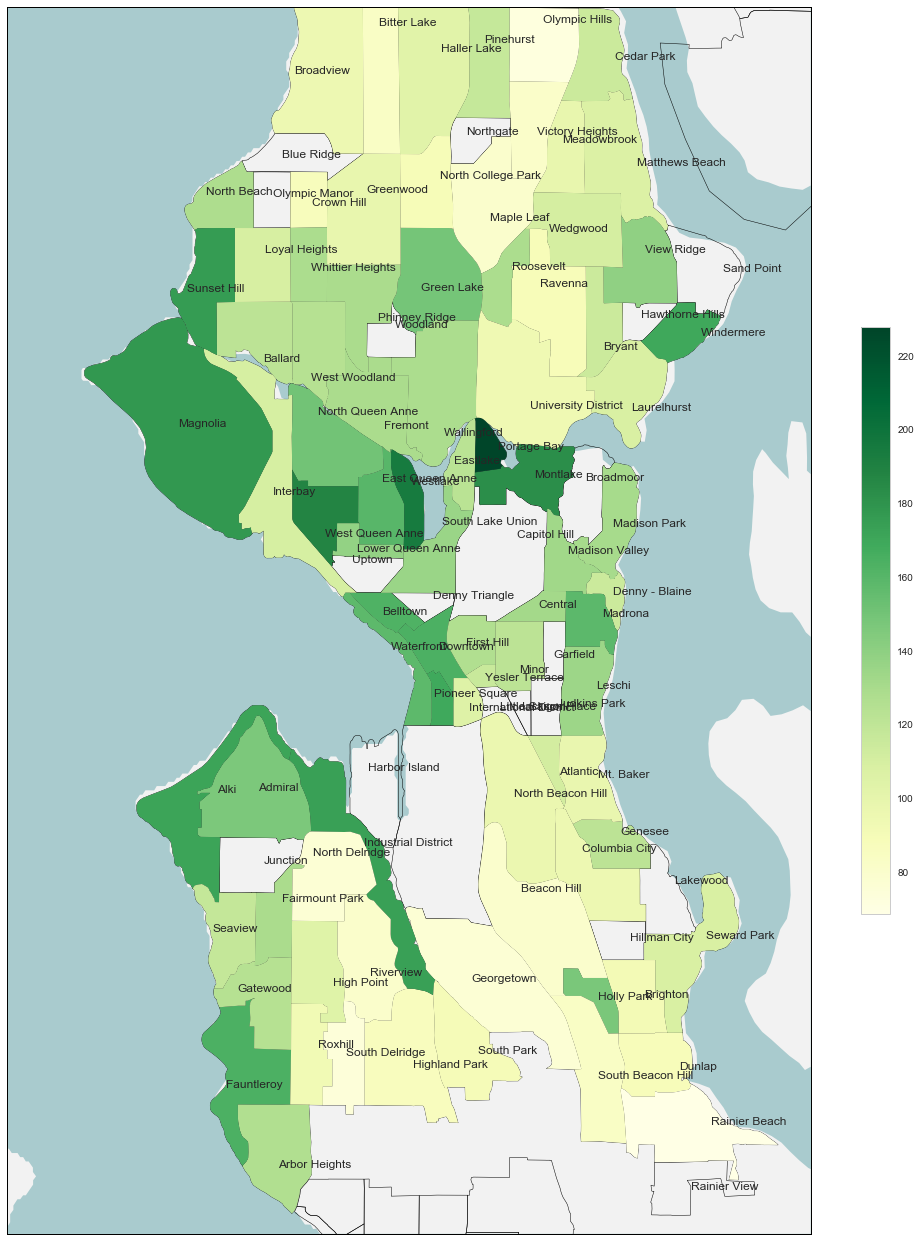 Bitter Lake
Olympic Hills
Pinehurst
Haller Lake
Cedar Park
Broadview
Northgate
Victory Heights
Meadowbrook
Blue Ridge
Matthews Beach
North College Park
North Beach
Olympic Manor
Greenwood
Crown Hill
Maple Leaf
Wedgwood
Loyal Heights
View Ridge
Whittier Heights
Roosevelt
Sand Point
Ravenna
Sunset Hill
Green Lake
Phinney Ridge
Woodland
Hawthorne Hills
Windermere
Bryant
Ballard
West Woodland
University District
Laurelhurst
North Queen Anne
Magnolia
Fremont
Wallingford
Portage Bay
Eastlake
Montlake
East Queen Anne
Westlake
Broadmoor
Interbay
South Lake Union
Madison Park
West Queen Anne
Capitol Hill
Lower Queen Anne
Madison Valley
Uptown
Denny - Blaine
Denny Triangle
Central
Belltown
Madrona
First Hill
Waterfront
Downtown
Garfield
Minor
Yesler Terrace
Leschi
Pioneer Square
International District
Judkins Park
Harbor Island
Atlantic
Mt. Baker
Alki
Admiral
North Beacon Hill
Genesee
Industrial District
Columbia City
North Delridge
Junction
Lakewood
Beacon Hill
Fairmount Park
Seaview
Hillman City
Seward Park
Riverview
Georgetown
High Point
Gatewood
Holly Park
Brighton
Roxhill
South Delridge
South Park
Highland Park
Dunlap
South Beacon Hill
Fauntleroy
Rainier Beach
Arbor Heights
Rainier View
220
200
180
160
140
120
100
80